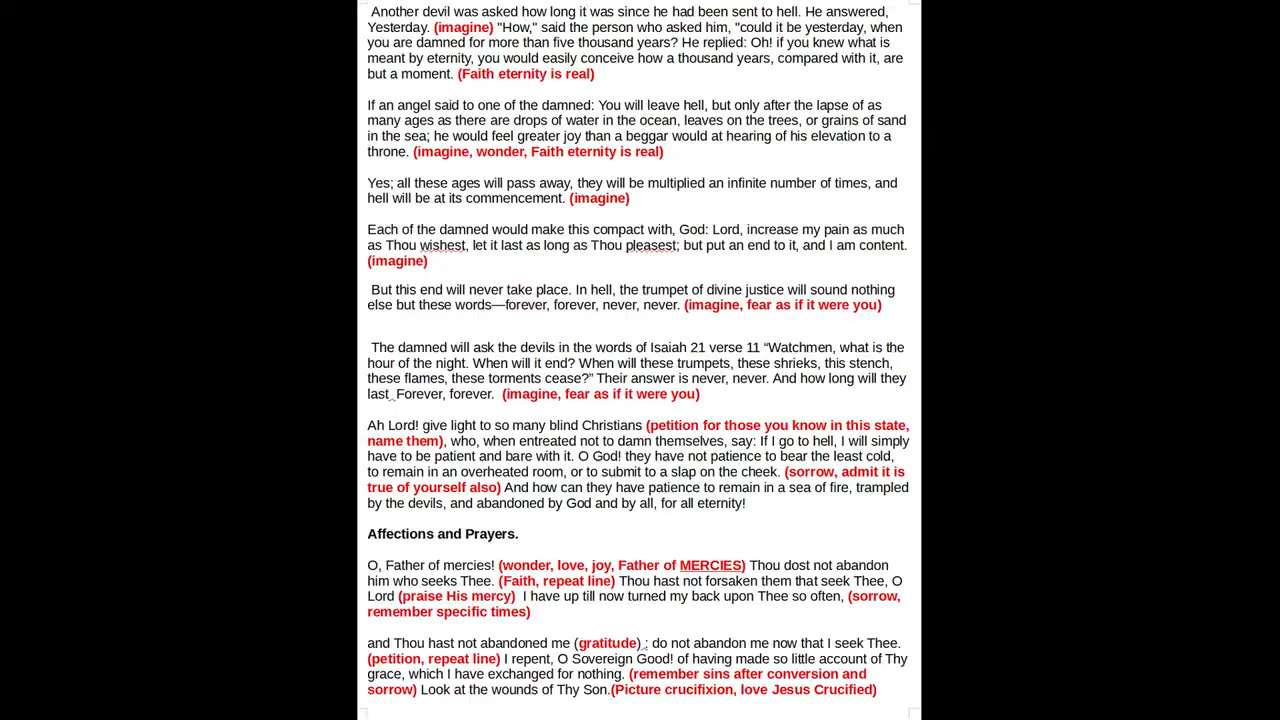 Another devil was asked how long it was since he had been sent to hell. He answered,
Yesterday. (imagine) "How," said the person who asked him, "could it be yesterday, when
you are damned for more than five thousand years? He replied: Oh! if you knew what is
meant by eternity, you would easily conceive how a thousand years, compared with it, are
but a moment. (Faith eternity is real)
If an angel said to one of the damned: You will leave hell, but only after the lapse of as
many ages as there are drops of water in the ocean, leaves on the trees, or grains of sand
in the sea; he would feel greater joy than a beggar would at hearing of his elevation to a
throne. (imagine, wonder, Faith eternity is real)
Yes; all these ages will pass away, they will be multiplied an infinite number of times, and
hell will be at its commencement. (imagine)
Each of the damned would make this compact with, God: Lord, increase my pain as much
as Thou wishest, let it last as long as Thou pleasest; but put an end to it, and I am content.
(imagine)
But this end will never take place. In hell, the trumpet of divine justice will sound nothing
else but these words—forever, forever, never, never. (imagine, fear as if it were you)
The damned will ask the devils in the words of Isaiah 21 verse 11 “Watchmen, what is the
hour of the night. When will it end? When will these trumpets, these shrieks, this stench,
these flames, these torments cease?” Their answer is never, never. And how long will they
last  Forever, forever.  (imagine, fear as if it were you)
Ah Lord! give light to so many blind Christians (petition for those you know in this state,
name them), who, when entreated not to damn themselves, say: If I go to hell, I will simply
have to be patient and bare with it. O God! they have not patience to bear the least cold,
to remain in an overheated room, or to submit to a slap on the cheek. (sorrow, admit it is
true of yourself also) And how can they have patience to remain in a sea of fire, trampled
by the devils, and abandoned by God and by all, for all eternity!
Affections and Prayers.
O, Father of mercies! (wonder, love, joy, Father of MERCIES) Thou dost not abandon
him who seeks Thee. (Faith, repeat line) Thou hast not forsaken them that seek Thee, O
Lord (praise His mercy)  I have up till now turned my back upon Thee so often, (sorrow,
remember specific times)
and Thou hast not abandoned me (gratitude) ; do not abandon me now that I seek Thee.
(petition, repeat line) I repent, O Sovereign Good! of having made so little account of Thy
grace, which I have exchanged for nothing. (remember sins after conversion and
sorrow) Look at the wounds of Thy Son.(Picture crucifixion, love Jesus Crucified)